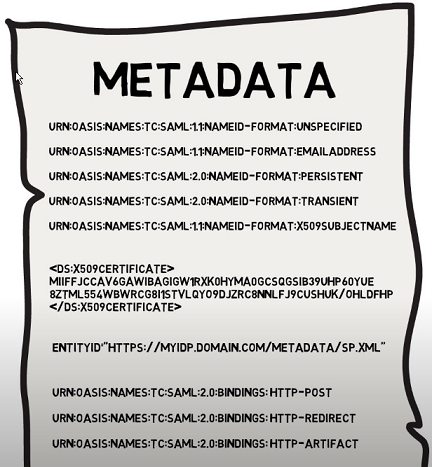 METADATA
URN:OASIS:NAMES:TC:SAML:1.1:NAMEID-FORMAT:UNSPECIFIED
URN:OASIS:NAMES:TC:SAML:1.1:NAMEID-FORMAT:EMAILADDRESS
URN:OASIS:NAMES:TC:SAML:2.0:NAMEID-FORMAT:PERSISTENT
URN:OASIS:NAMES:TC:SAML:2.0:NAMEID-FORMAT:TRANSIENT
URN:OASIS:NAMES:TC:SAML:1.1:NAMEID-FORMAT:X509SUBJECTNAME
<DS:X509CERTIFICATE>
MIIFFJCCAV6GAWIBAGIGW1RXK0HYMA0GCSQGSIB39UHP60YUE
8ZTML554WBWRCG8I1STVLQYO9DJZRC8NNLFJ9CUSHUK/OHLDFHP
</DS:X509CERTIFICATE>
ENTITYID'"HTTPS://MYIDP.DOMAIN.COM/METADATA/SP.XML"
URN:OASIS:NAMES:TC:SAML:2.0:BINDINGS:HTTP-POST
URN:OASIS:NAMES:TC:SAML:2.0:BINDINGS:HTTP-REDIRECT
URN:OASIS:NAMES:TC:SAML:2.0:BINDINGS:HTTP-ARTIFACT